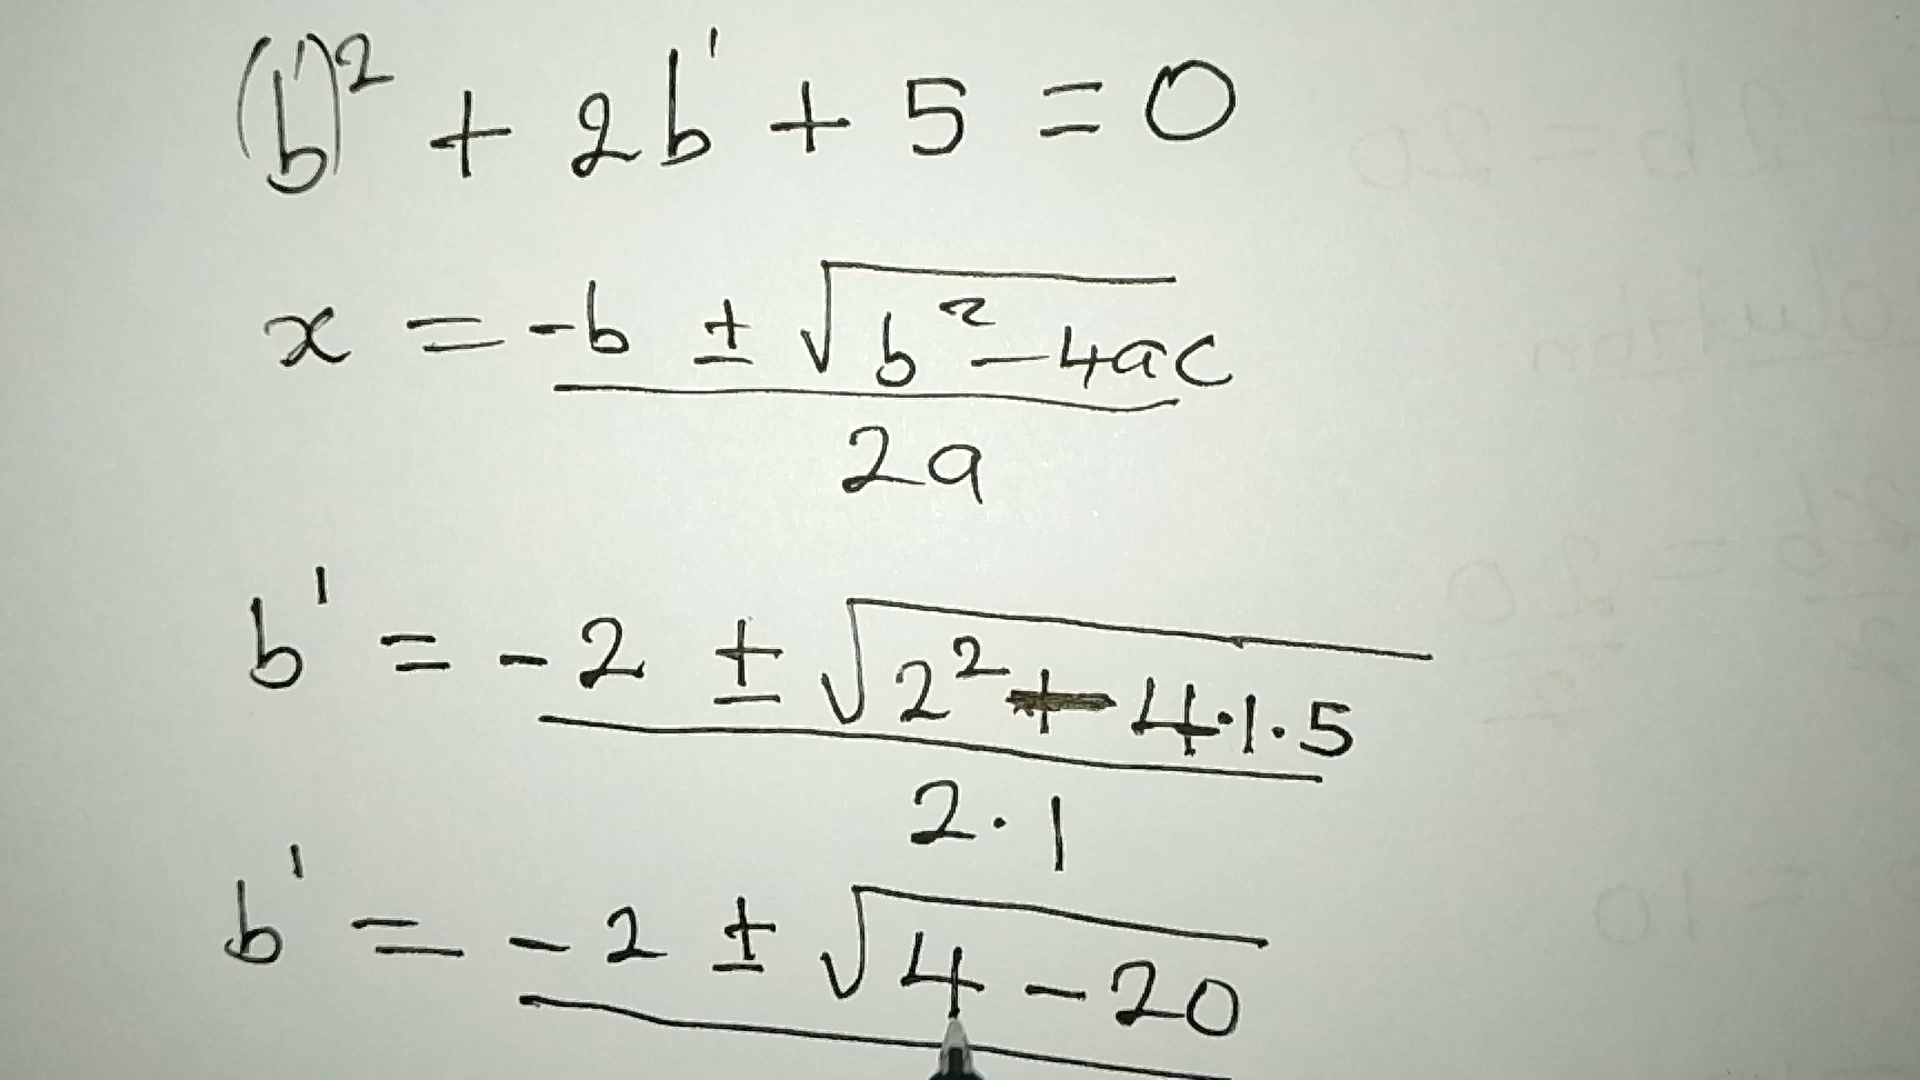 (b')² + 2b' + 5 = 0
x = -b ± √b² - 4ac
2a
b' = -2 ± √2² - 4·1·5
2·1
b' = -2 ± √4 - 20